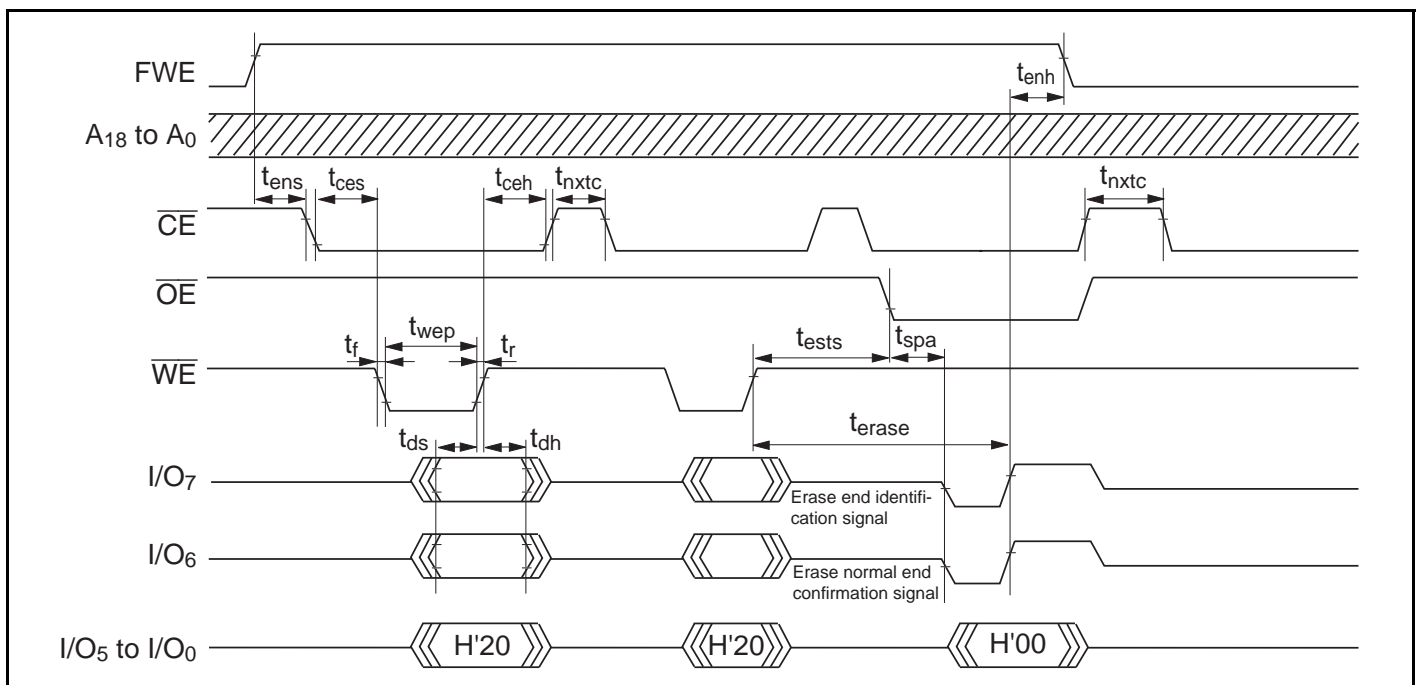 FWE
tenh
A18 to A0
tens tces tceh tnxtc tnxtc
CE
OE
twep
tf tr tests tspa
WE
terase
tds tdh
I/O7
Erase end identifi-
cation signal
I/O6
Erase normal end
confirmation signal
I/O5 to I/O0 H'20 H'20 H'00